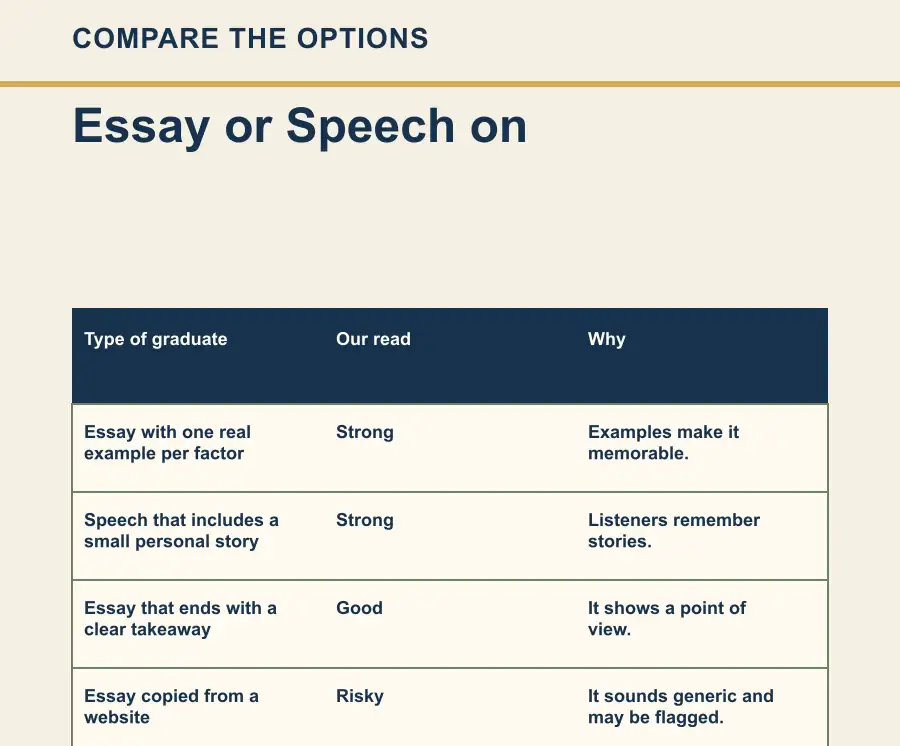 COMPARE THE OPTIONS
Essay or Speech on
Type of graduate Our read Why
Essay with one real Strong Examples make it
example per factor memorable.
Speech that includes a Strong Listeners remember
small personal story stories.
Essay that ends with a Good It shows a point of
clear takeaway view.
Essay copied from a Risky It sounds generic and
website may be flagged.